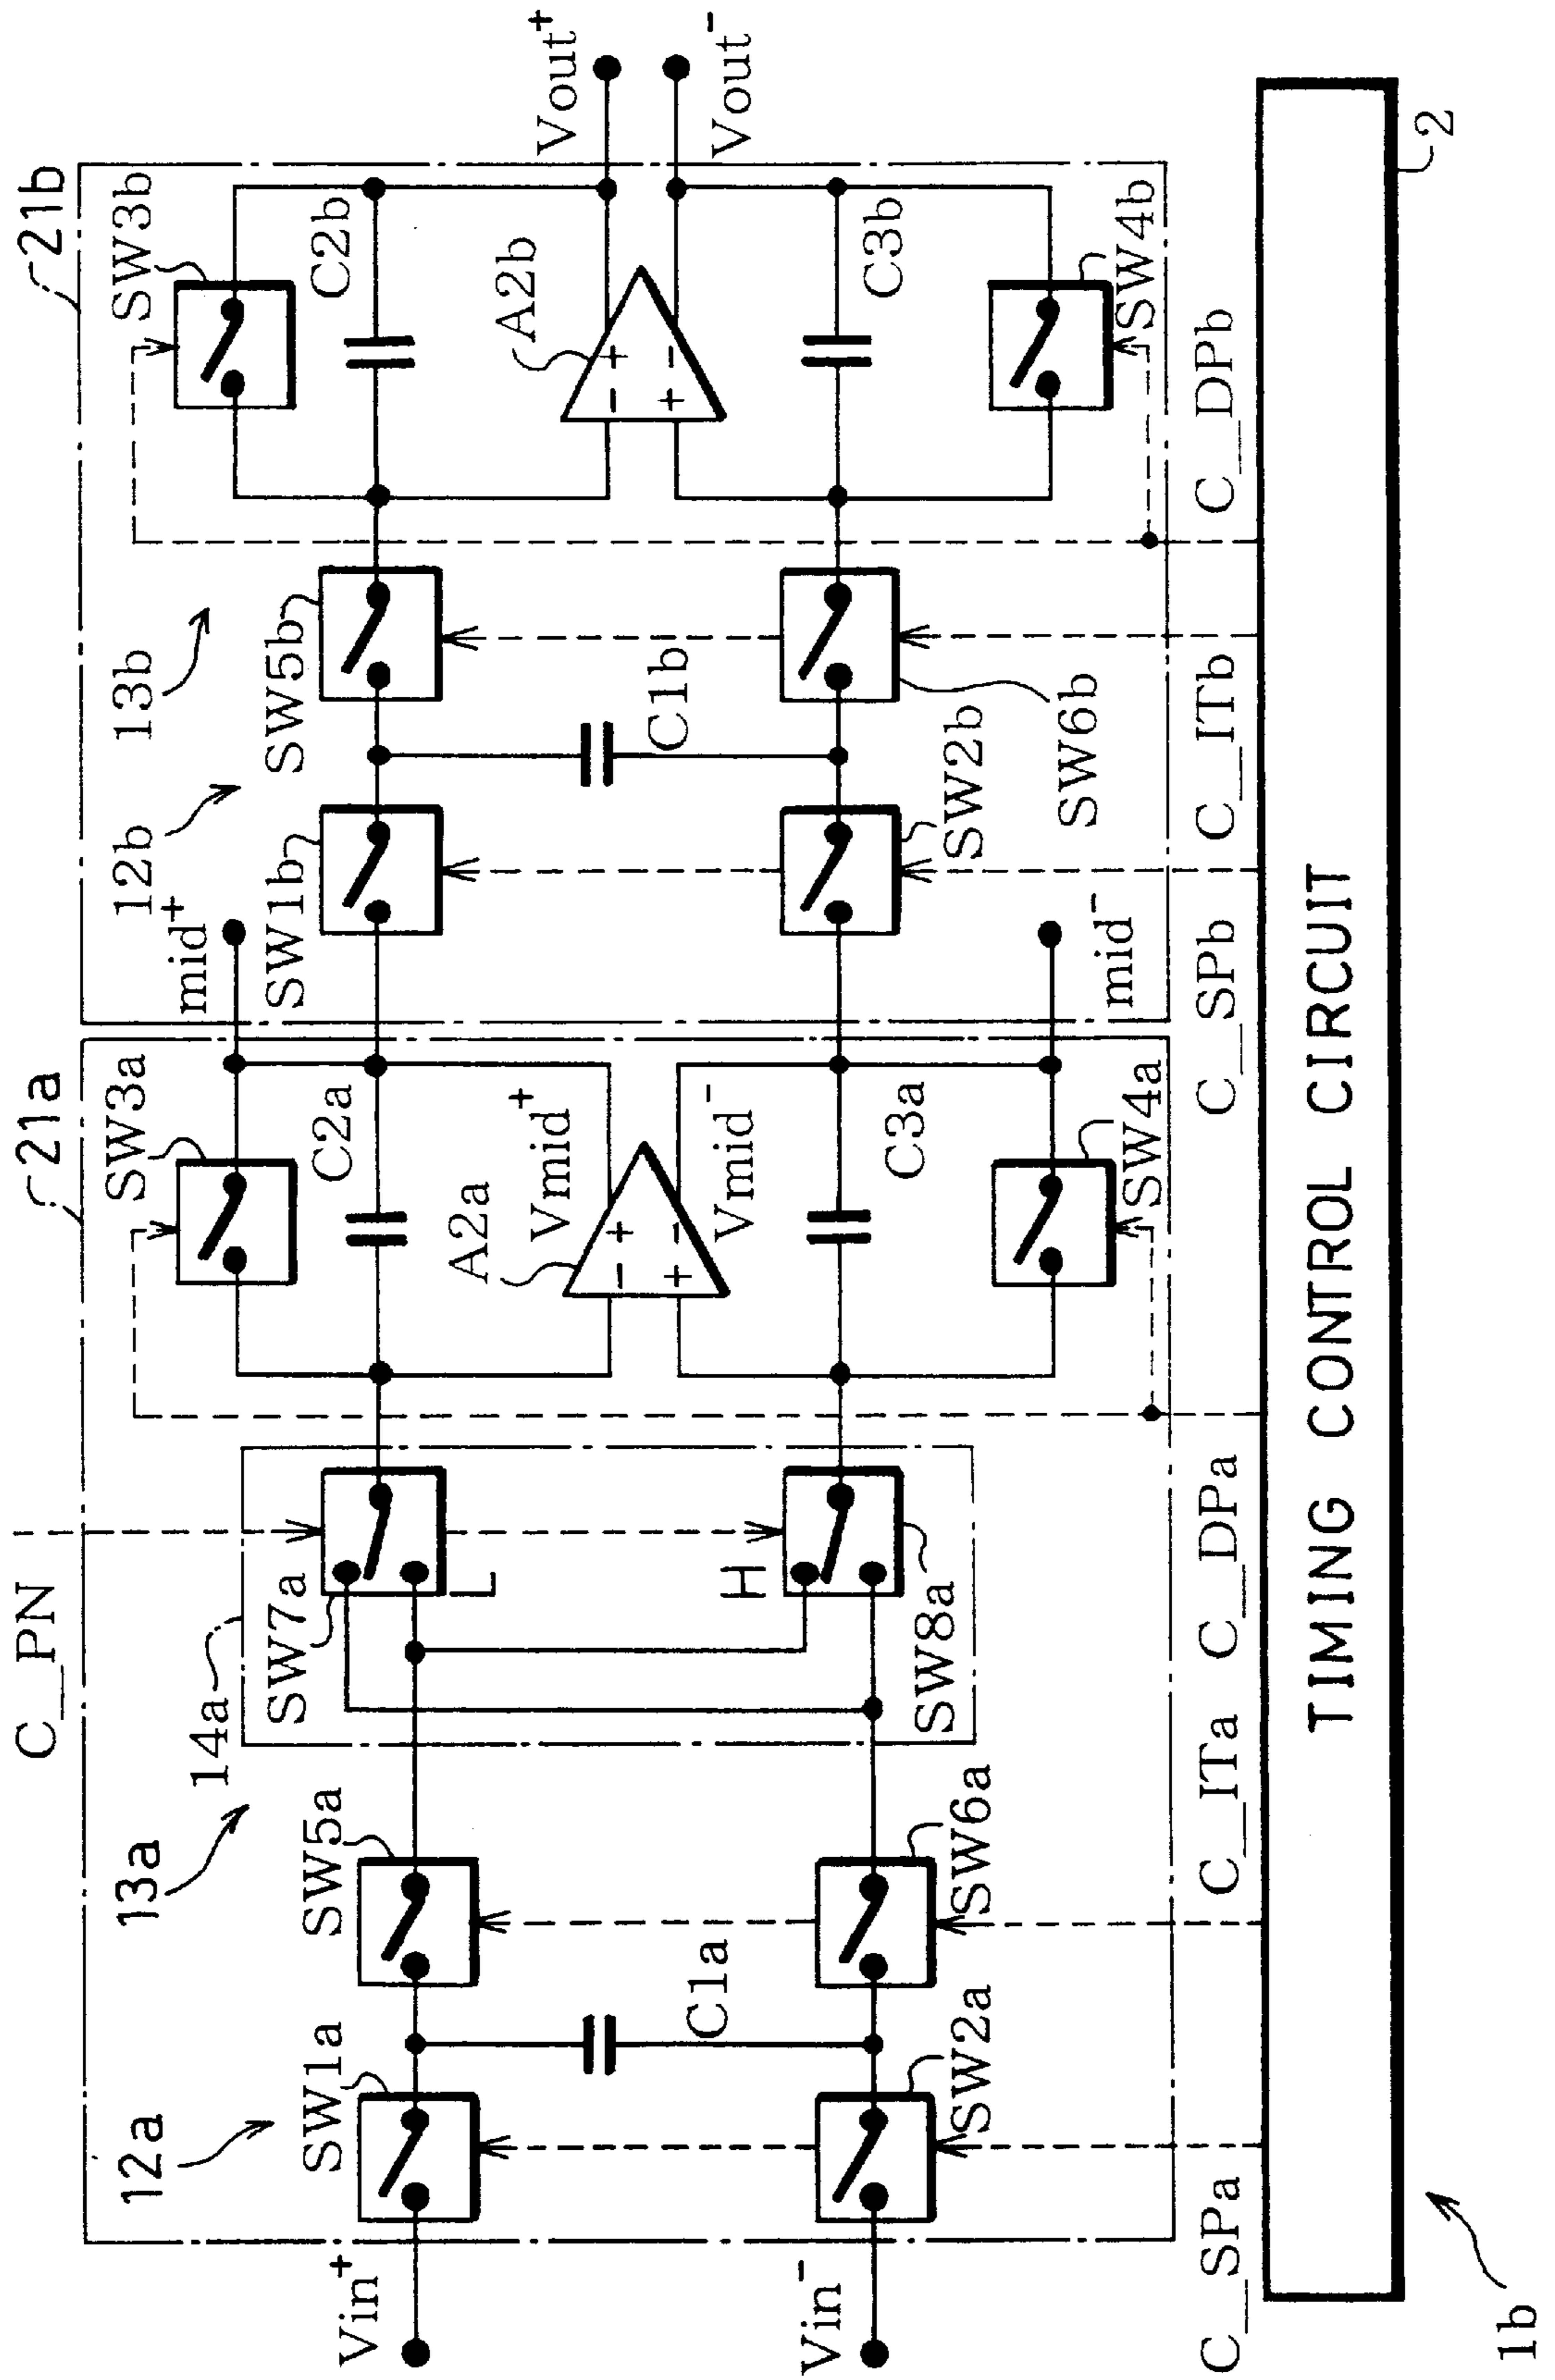 C_PN
21a
21b
12a
13a
14a
12b
13b
SW1a
SW5a
SW7a
SW3a
mid+
SW1b
SW5b
SW3b
Vin+
L
C2a
C2b
Vout+
C1a
A2a
Vmid+
C1b
A2b
- +
+ -
- +
+ -
H
Vmid-
Vout-
Vin-
C3a
C3b
SW2a
SW6a
SW8a
SW4a
mid-
SW2b
SW6b
SW4b
C_SPa
C_ITa
C_DPa
C_SPb
C_ITb
C_DPb
TIMING CONTROL CIRCUIT
2
1b